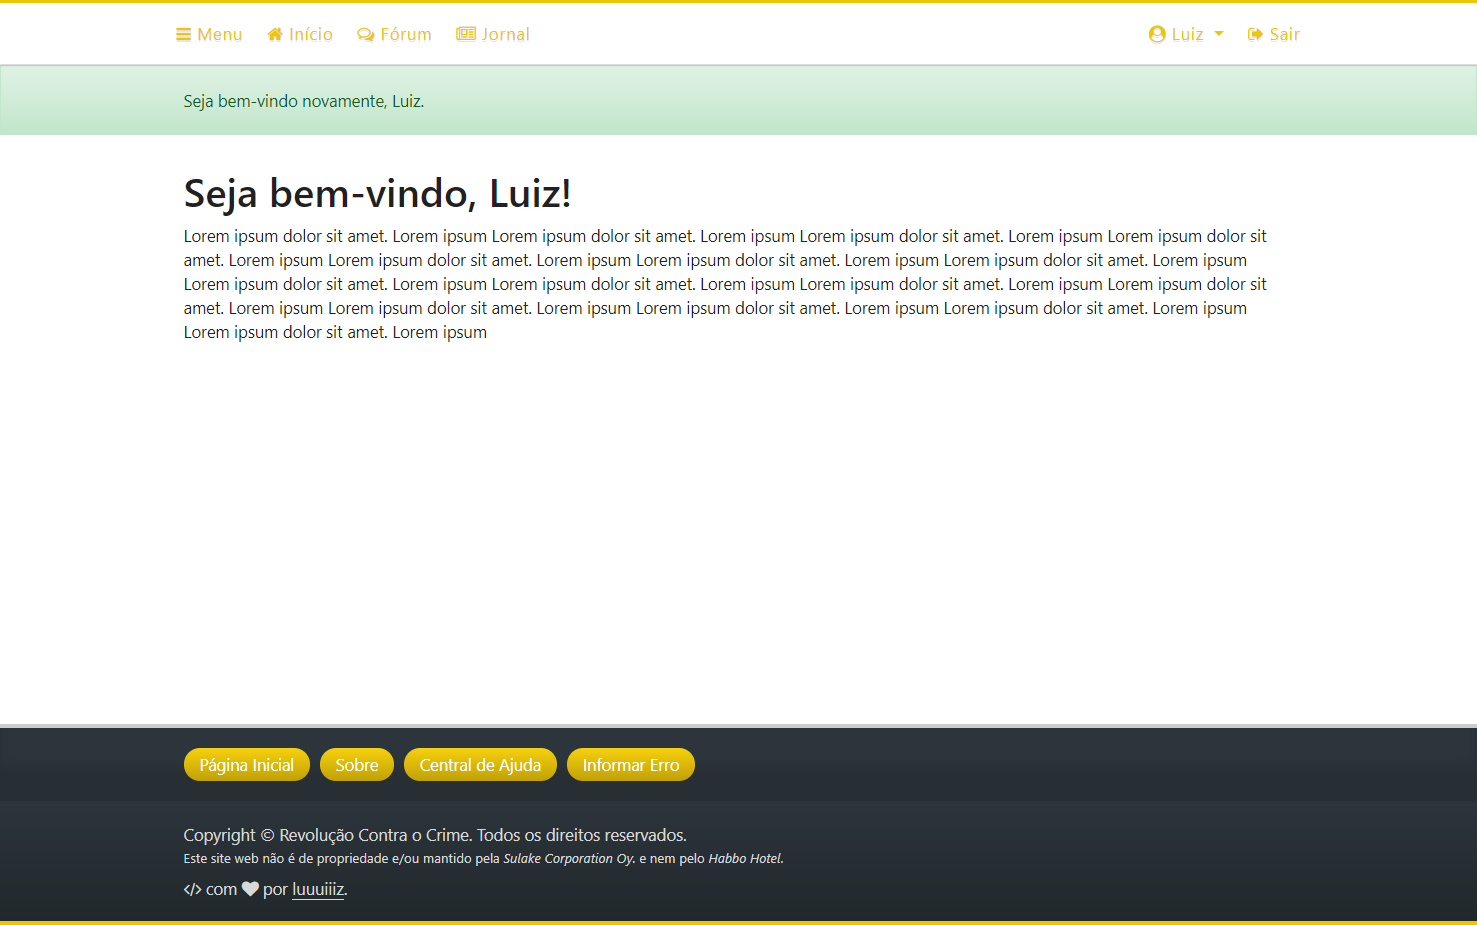 Menu Início Fórum Jornal Luiz Sair
Seja bem-vindo novamente, Luiz.
Seja bem-vindo, Luiz!
Lorem ipsum dolor sit amet. Lorem ipsum Lorem ipsum dolor sit amet. Lorem ipsum Lorem ipsum dolor sit amet. Lorem ipsum Lorem ipsum dolor sit
amet. Lorem ipsum Lorem ipsum dolor sit amet. Lorem ipsum Lorem ipsum dolor sit amet. Lorem ipsum Lorem ipsum dolor sit amet. Lorem ipsum
Lorem ipsum dolor sit amet. Lorem ipsum Lorem ipsum dolor sit amet. Lorem ipsum Lorem ipsum dolor sit amet. Lorem ipsum Lorem ipsum dolor sit
amet. Lorem ipsum Lorem ipsum dolor sit amet. Lorem ipsum Lorem ipsum dolor sit amet. Lorem ipsum Lorem ipsum dolor sit amet. Lorem ipsum
Lorem ipsum dolor sit amet. Lorem ipsum
Página Inicial Sobre Central de Ajuda Informar Erro
Copyright © Revolução Contra o Crime. Todos os direitos reservados.
Este site web não é de propriedade e/ou mantido pela Sulake Corporation Oy. e nem pelo Habbo Hotel.
</> com ♥ por luuuiiiz.